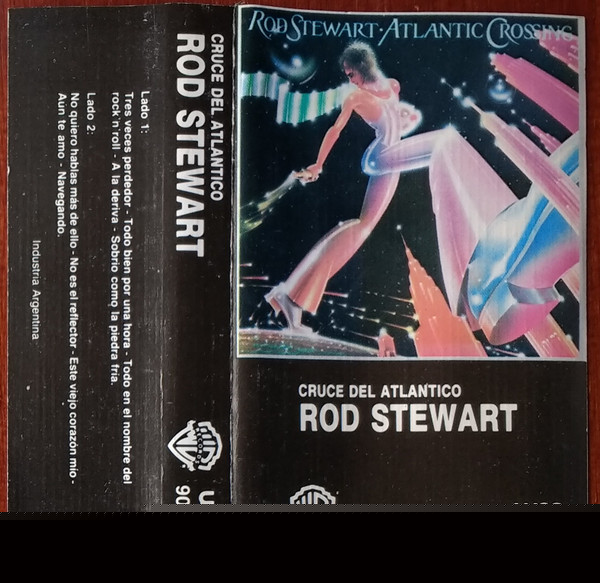 ROD STEWART · ATLANTIC CROSSING
CRUCE DEL ATLANTICO
ROD STEWART
CRUCE DEL ATLANTICO
ROD STEWART
Lado 1:
Tres veces perdedor - Todo bien por una hora - Todo en el nombre del
rock'n roll - A la deriva - Sobrio como la piedra fría.
Lado 2:
No quiero hablas más de ello - No es el reflector - Este viejo corazón mío -
Aun te amo - Navegando.
Industria Argentina